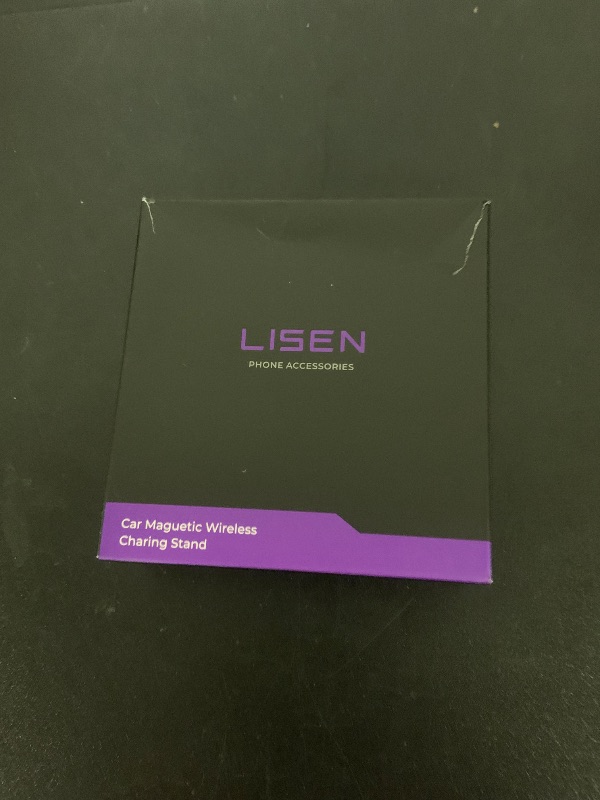 LISEN
PHONE ACCESSORIES
Car Maguetic Wireless
Charing Stand